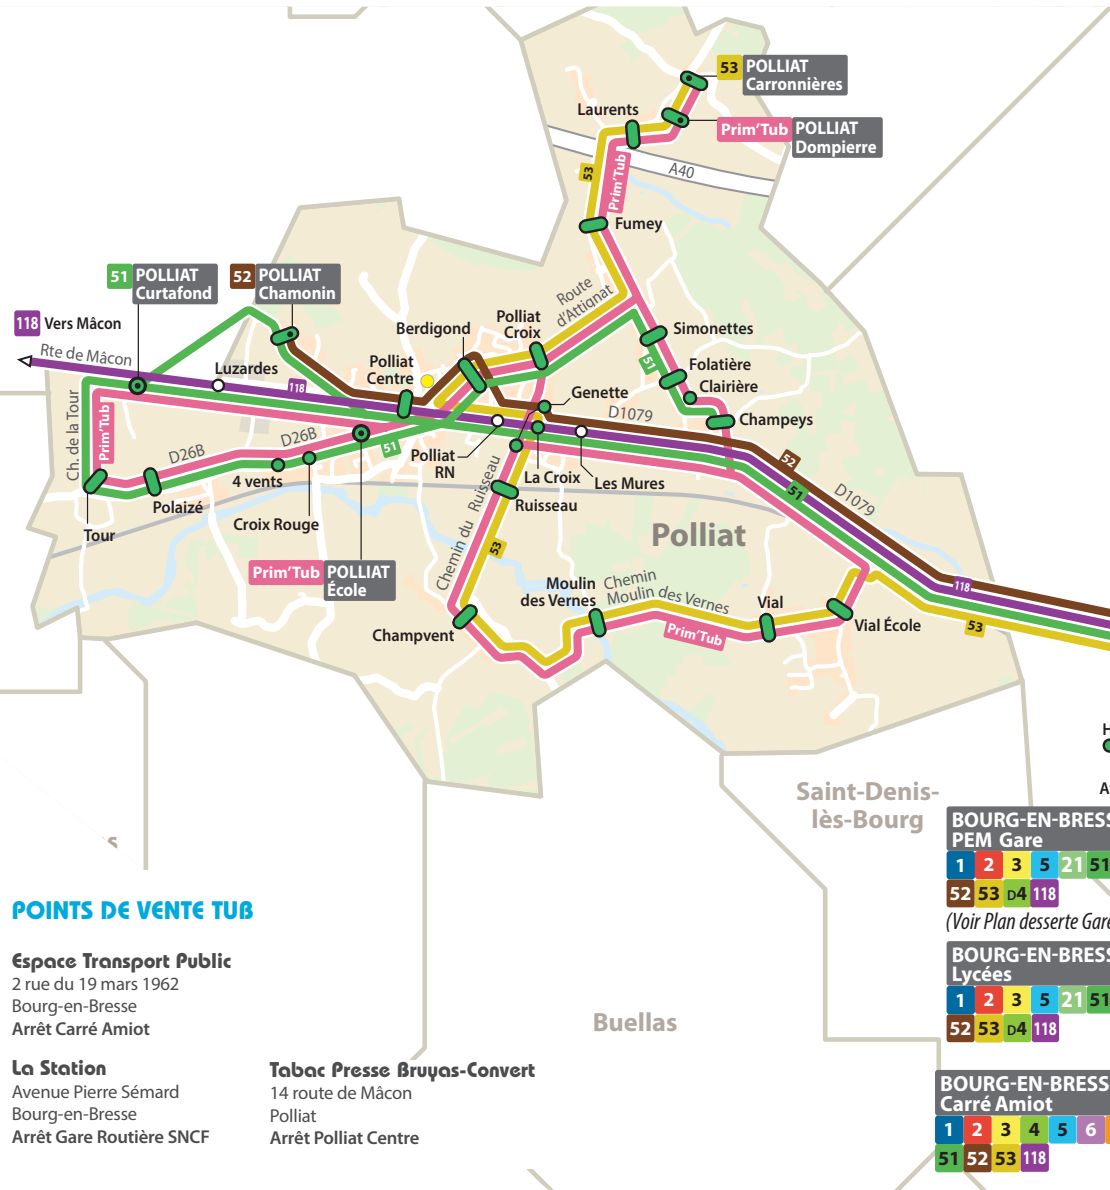 53 POLLIAT
Carronnières
Laurents
Prim'Tub POLLIAT
Dompierre
A40
53
Prim'Tub
Fumey
51 POLLIAT
Curtafond
52 POLLIAT
Chamonin
Route
d'Attignat
118 Vers Mâcon
Rte de Mâcon
Berdigond
Polliat
Croix
Simonettes
Luzardes
Polliat
Centre
51
Folatière
Clairière
118
Genette
D1079
Champeys
Ch. de la Tour
Prim'Tub
D26B
D26B
51
Polliat
RN
La Croix
Les Mures
52
51
D1079
4 vents
Polaizé
Croix Rouge
Chemin du Ruisseau
Ruisseau
Tour
Polliat
53
Prim'Tub POLLIAT
École
Moulin
des Vernes
Chemin
Moulin des Vernes
Vial
118
Champvent
Prim'Tub
Vial École
53
Saint-Denis-
lès-Bourg
BOURG-EN-BRESS
PEM Gare
1 2 3 5 21 51
52 53 D4 118
(Voir Plan desserte Gare
POINTS DE VENTE TUB
BOURG-EN-BRESS
Lycées
1 2 3 5 21 51
52 53 D4 118
Espace Transport Public
2 rue du 19 mars 1962
Bourg-en-Bresse
Arrêt Carré Amiot
Buellas
La Station
Avenue Pierre Sémard
Bourg-en-Bresse
Arrêt Gare Routière SNCF
Tabac Presse Bruyas-Convert
14 route de Mâcon
Polliat
Arrêt Polliat Centre
BOURG-EN-BRESSE
Carré Amiot
1 2 3 4 5 6
51 52 53 118